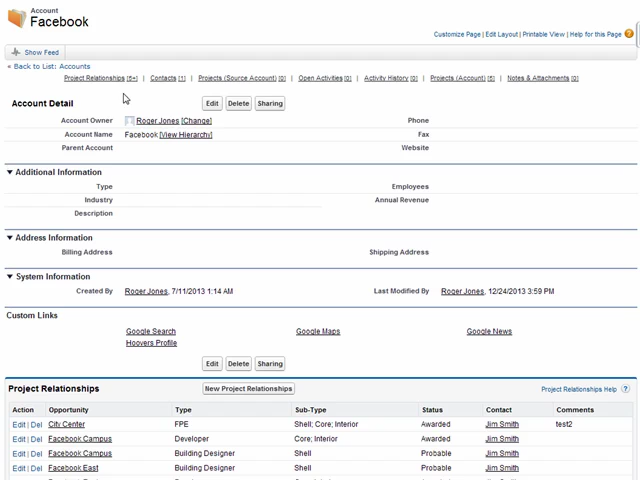 Account
Facebook
Customize Page | Edit Layout | Printable View | Help for this Page ?
Show Feed
« Back to List: Accounts
Project Relationships [5+] | Contacts [1] | Projects (Source Account) [0] | Open Activities [0] | Activity History [0] | Projects (Account) [5] | Notes & Attachments [0]
Account Detail Edit Delete Sharing
Account Owner Roger Jones [Change] Phone
Account Name Facebook [View Hierarchy] Fax
Parent Account Website
Additional Information
Type Employees
Industry Annual Revenue
Description
Address Information
Billing Address Shipping Address
System Information
Created By Roger Jones, 7/11/2013 1:14 AM Last Modified By Roger Jones, 12/24/2013 3:59 PM
Custom Links
Google Search Google Maps Google News
Hoovers Profile
Edit Delete Sharing
Project Relationships New Project Relationships Project Relationships Help ?
Action Opportunity Type Sub-Type Status Contact Comments
Edit | Del City Center FPE Shell; Core; Interior Awarded Jim Smith test2
Edit | Del Facebook Campus Developer Core; Interior Awarded Jim Smith
Edit | Del Facebook Campus Building Designer Shell Probable Jim Smith
Edit | Del Facebook East Building Designer Shell Probable Jim Smith